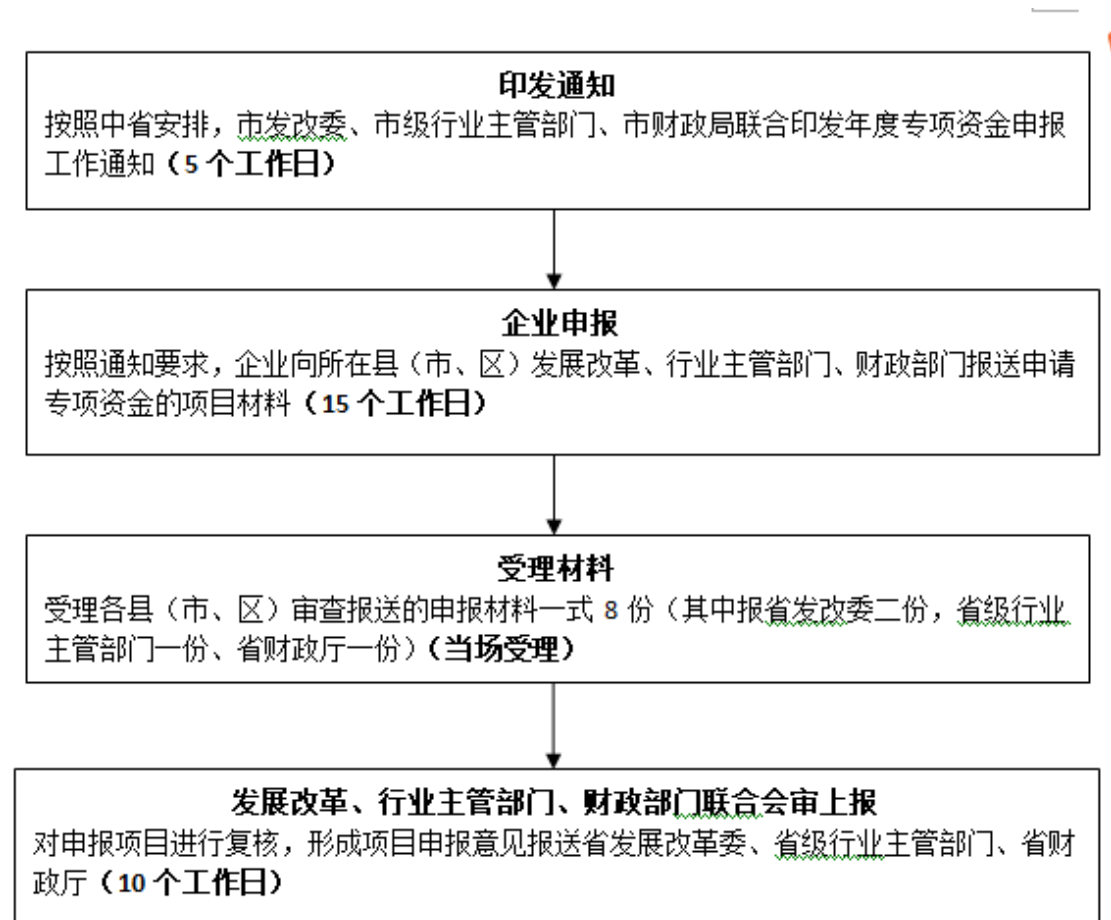 印发通知
按照中省安排，市发改委、市级行业主管部门、市财政局联合印发年度专项资金申报
工作通知（5 个工作日）
企业申报
按照通知要求，企业向所在县（市、区）发展改革、行业主管部门、财政部门报送申请
专项资金的项目材料（15 个工作日）
受理材料
受理各县（市、区）审查报送的申报材料一式 8 份（其中报省发改委二份，省级行业
主管部门一份、省财政厅一份）（当场受理）
发展改革、行业主管部门、财政部门联合会审上报
对申报项目进行复核，形成项目申报意见报送省发展改革委、省级行业主管部门、省财
政厅（10 个工作日）